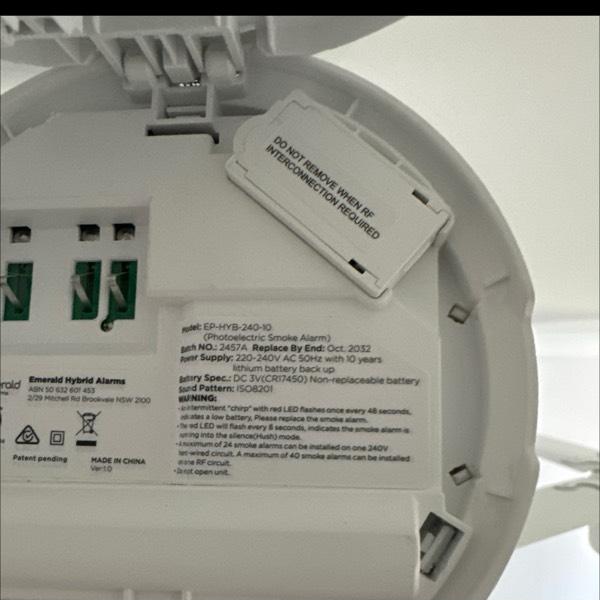 DO NOT REMOVE WHEN RF
INTERCONNECTION REQUIRED
Model: EP-HYB-240-10
(Photoelectric Smoke Alarm)
Batch NO.: 2457A Replace By End: Oct. 2032
Power Supply: 220-240V AC 50Hz with 10 years
lithium battery back up
Battery Spec.: DC 3V(CR17450) Non-replaceable battery
Sound Pattern: ISO8201
WARNING:
intermittent "chirp" with red LED flashes once every 48 seconds,
indicates a low battery, Please replace the smoke alarm.
red LED will flash every 8 seconds, indicates the smoke alarm is
into the silence(Hush) mode.
maximum of 24 smoke alarms can be installed on one 240V
circuit. A maximum of 40 smoke alarms can be installed
RF circuit.
not open unit.
Emerald Hybrid Alarms
ABN 50 632 601 453
2/29 Mitchell Rd Brookvale NSW 2100
Patent pending
MADE IN CHINA
Ver:1.0